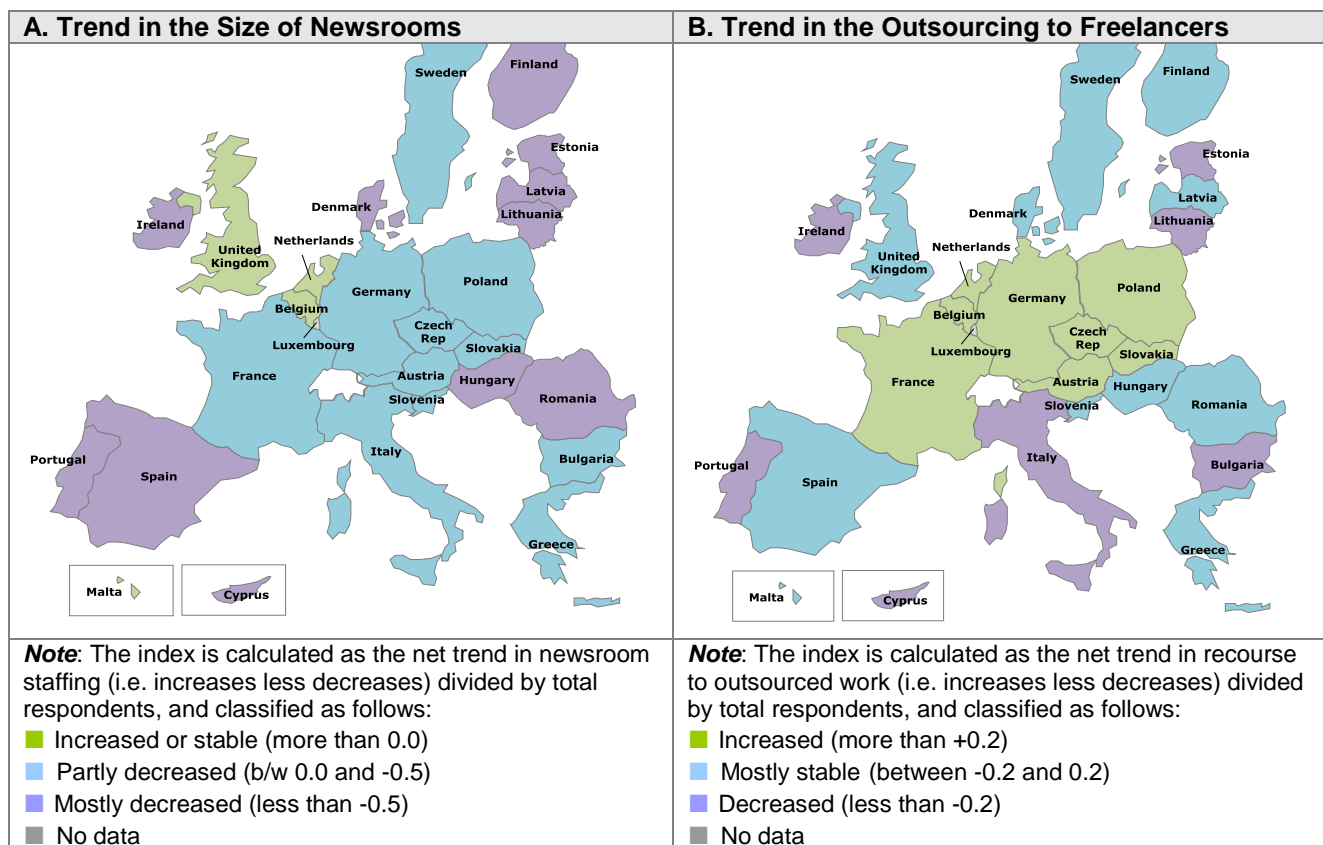 A. Trend in the Size of Newsrooms
Sweden
Finland
Estonia
Latvia
Lithuania
Denmark
Ireland
United
Kingdom
Netherlands
Belgium
Luxembourg
Germany
Poland
Czech
Rep
Slovakia
France
Austria
Hungary
Slovenia
Romania
Italy
Bulgaria
Portugal
Spain
Greece
Malta
Cyprus
Note: The index is calculated as the net trend in newsroom
staffing (i.e. increases less decreases) divided by total
respondents, and classified as follows:
Increased or stable (more than 0.0)
Partly decreased (b/w 0.0 and -0.5)
Mostly decreased (less than -0.5)
No data
B. Trend in the Outsourcing to Freelancers
Sweden
Finland
Estonia
Latvia
Lithuania
Denmark
Ireland
United
Kingdom
Netherlands
Belgium
Luxembourg
Germany
Poland
Czech
Rep
Slovakia
France
Austria
Hungary
Slovenia
Romania
Italy
Bulgaria
Portugal
Spain
Greece
Malta
Cyprus
Note: The index is calculated as the net trend in recourse
to outsourced work (i.e. increases less decreases) divided
by total respondents, and classified as follows:
Increased (more than +0.2)
Mostly stable (between -0.2 and 0.2)
Decreased (less than -0.2)
No data